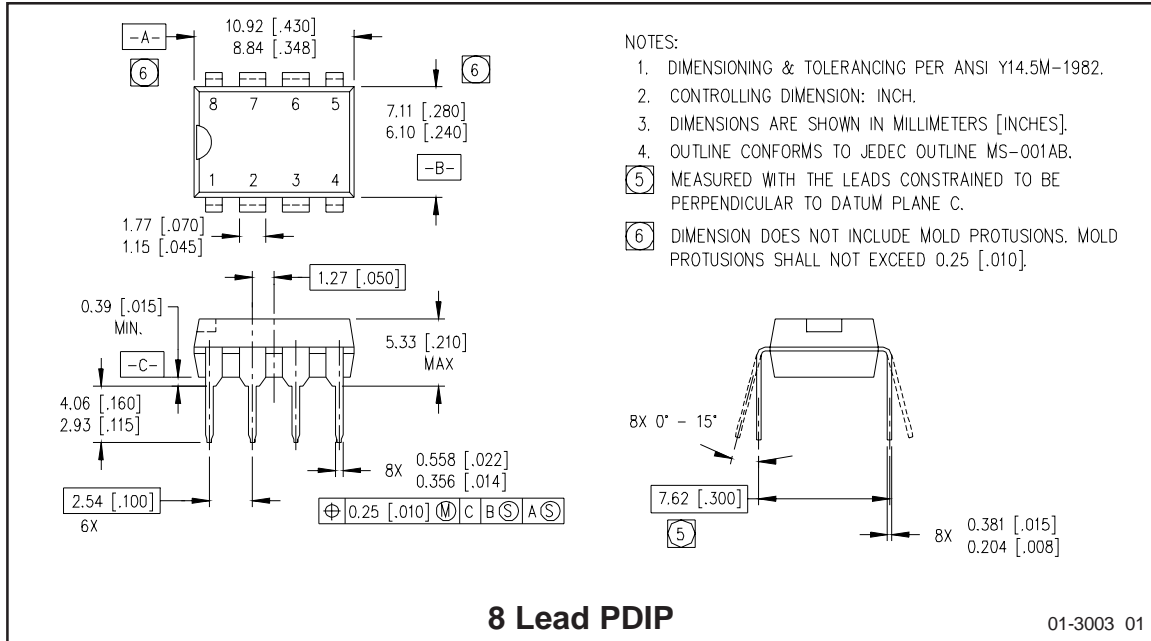 -A-
10.92 [.430]
8.84 [.348]
6
6
8 7 6 5
7.11 [.280]
6.10 [.240]
-B-
1 2 3 4
1.77 [.070]
1.15 [.045]
1.27 [.050]
0.39 [.015]
MIN.
-C-
5.33 [.210]
MAX
4.06 [.160]
2.93 [.115]
8X 0.558 [.022]
0.356 [.014]
2.54 [.100]
6X
⌖ 0.25 [.010] Ⓜ C B Ⓢ A Ⓢ
NOTES:
1. DIMENSIONING & TOLERANCING PER ANSI Y14.5M-1982.
2. CONTROLLING DIMENSION: INCH.
3. DIMENSIONS ARE SHOWN IN MILLIMETERS [INCHES].
4. OUTLINE CONFORMS TO JEDEC OUTLINE MS-001AB.
5 MEASURED WITH THE LEADS CONSTRAINED TO BE
PERPENDICULAR TO DATUM PLANE C.
6 DIMENSION DOES NOT INCLUDE MOLD PROTUSIONS. MOLD
PROTUSIONS SHALL NOT EXCEED 0.25 [.010].
8X 0° - 15°
7.62 [.300]
5
8X 0.381 [.015]
0.204 [.008]
8 Lead PDIP
01-3003 01